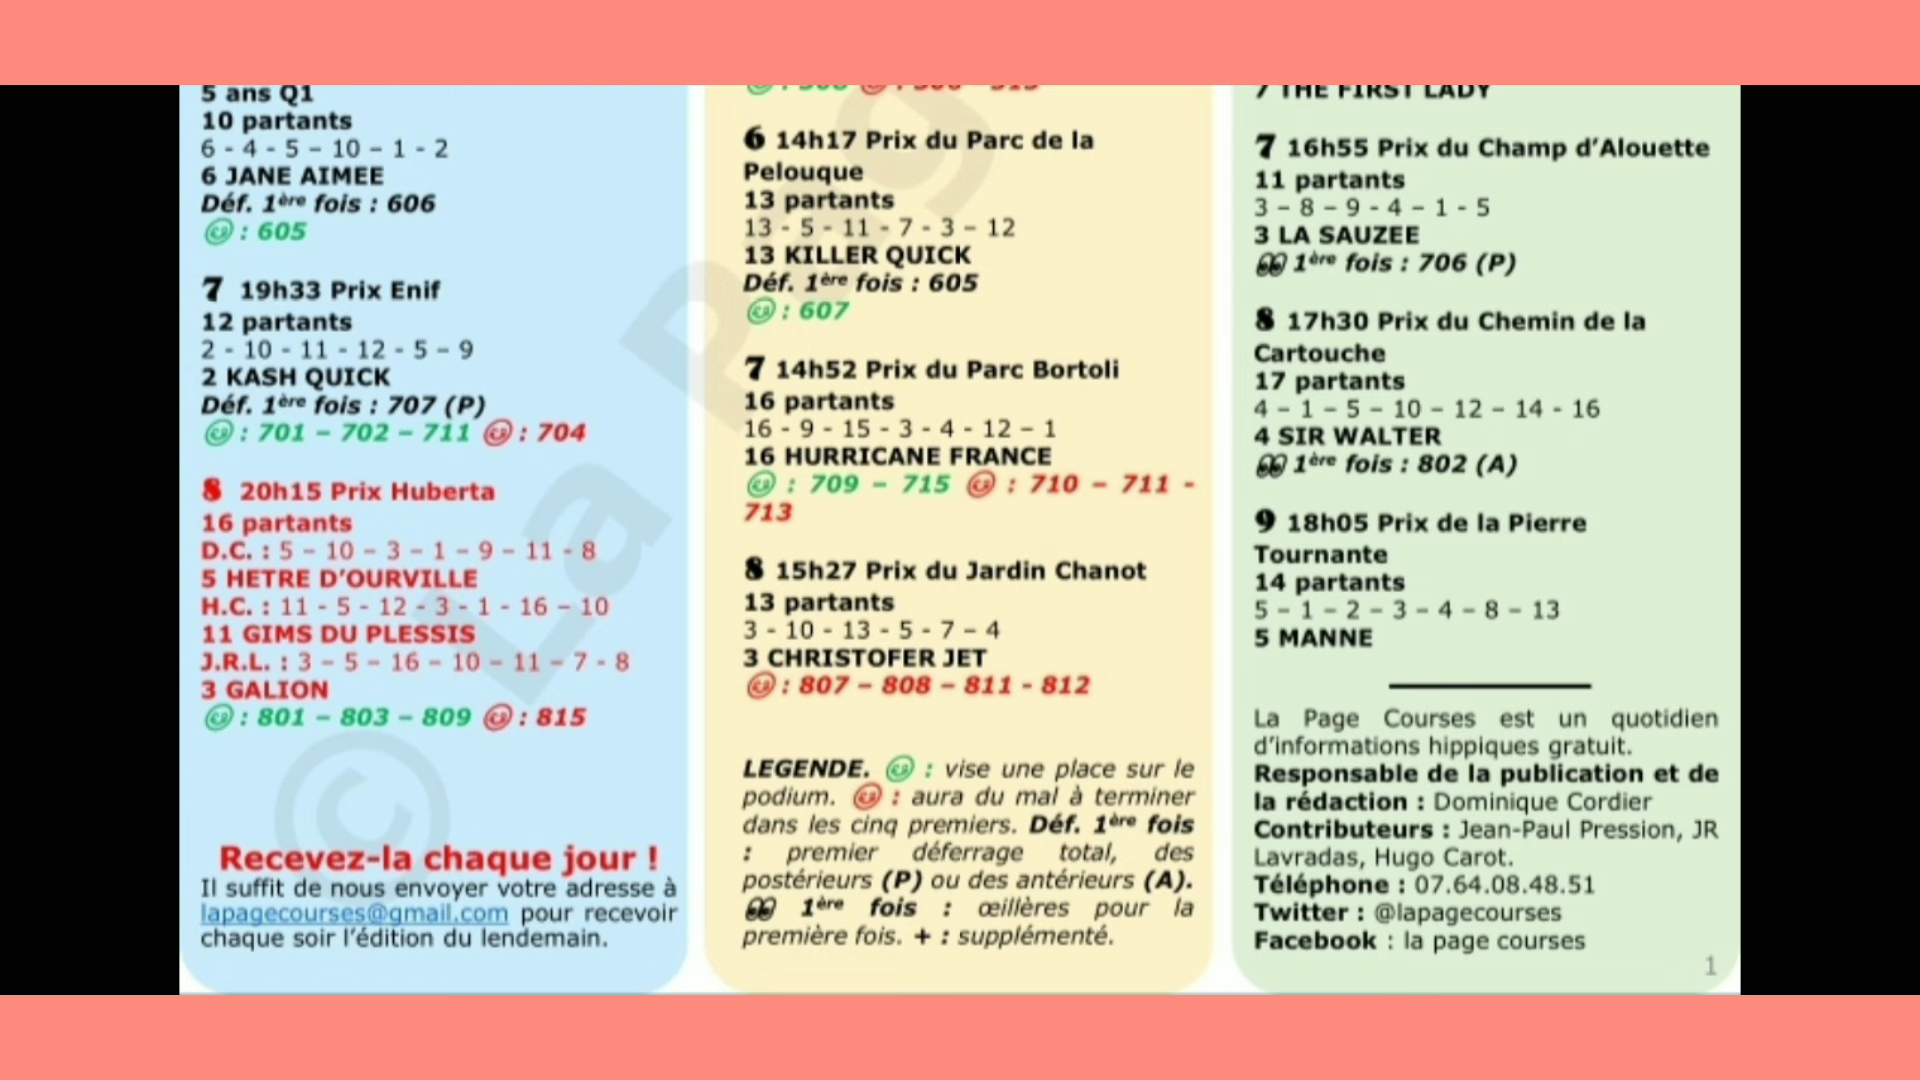 5 ans Q1
10 partants
6 - 4 - 5 – 10 – 1 - 2
6 JANE AIMEE
Déf. 1ère fois : 606
: 605
7 19h33 Prix Enif
12 partants
2 - 10 - 11 - 12 - 5 – 9
2 KASH QUICK
Déf. 1ère fois : 707 (P)
: 701 – 702 – 711 : 704
8 20h15 Prix Huberta
16 partants
D.C. : 5 – 10 – 3 – 1 – 9 – 11 - 8
5 HETRE D’OURVILLE
H.C. : 11 - 5 - 12 - 3 - 1 - 16 – 10
11 GIMS DU PLESSIS
J.R.L. : 3 – 5 – 16 – 10 – 11 – 7 - 8
3 GALION
: 801 – 803 – 809 : 815
Recevez-la chaque jour !
Il suffit de nous envoyer votre adresse à
lapagecourses@gmail.com pour recevoir
chaque soir l’édition du lendemain.
6 14h17 Prix du Parc de la
Pelouque
13 partants
13 - 5 - 11 - 7 - 3 – 12
13 KILLER QUICK
Déf. 1ère fois : 605
: 607
7 14h52 Prix du Parc Bortoli
16 partants
16 - 9 - 15 - 3 - 4 - 12 – 1
16 HURRICANE FRANCE
: 709 – 715 : 710 – 711 -
713
8 15h27 Prix du Jardin Chanot
13 partants
3 - 10 - 13 - 5 - 7 – 4
3 CHRISTOFER JET
: 807 – 808 – 811 - 812
LEGENDE. : vise une place sur le
podium. : aura du mal à terminer
dans les cinq premiers. Déf. 1ère fois
: premier déferrage total, des
postérieurs (P) ou des antérieurs (A).
1ère fois : œillères pour la
première fois. + : supplémenté.
7 THE FIRST LADY
7 16h55 Prix du Champ d’Alouette
11 partants
3 – 8 – 9 - 4 – 1 - 5
3 LA SAUZEE
1ère fois : 706 (P)
8 17h30 Prix du Chemin de la
Cartouche
17 partants
4 – 1 – 5 – 10 – 12 – 14 - 16
4 SIR WALTER
1ère fois : 802 (A)
9 18h05 Prix de la Pierre
Tournante
14 partants
5 – 1 – 2 – 3 – 4 – 8 – 13
5 MANNE
La Page Courses est un quotidien
d’informations hippiques gratuit.
Responsable de la publication et de
la rédaction : Dominique Cordier
Contributeurs : Jean-Paul Pression, JR
Lavradas, Hugo Carot.
Téléphone : 07.64.08.48.51
Twitter : @lapagecourses
Facebook : la page courses
1
© La Pag